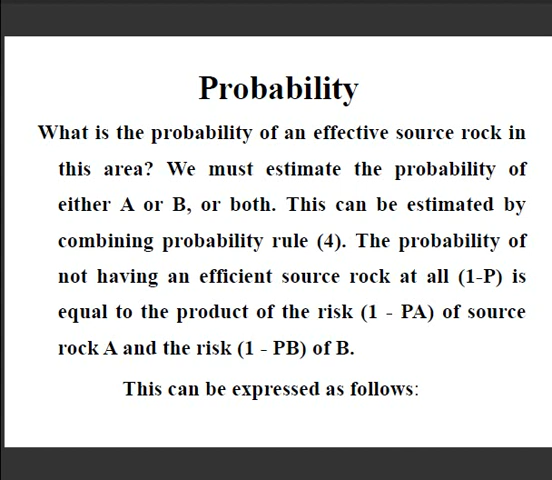 Probability
What is the probability of an effective source rock in
this area? We must estimate the probability of
either A or B, or both. This can be estimated by
combining probability rule (4). The probability of
not having an efficient source rock at all (1-P) is
equal to the product of the risk (1 - PA) of source
rock A and the risk (1 - PB) of B.
This can be expressed as follows: